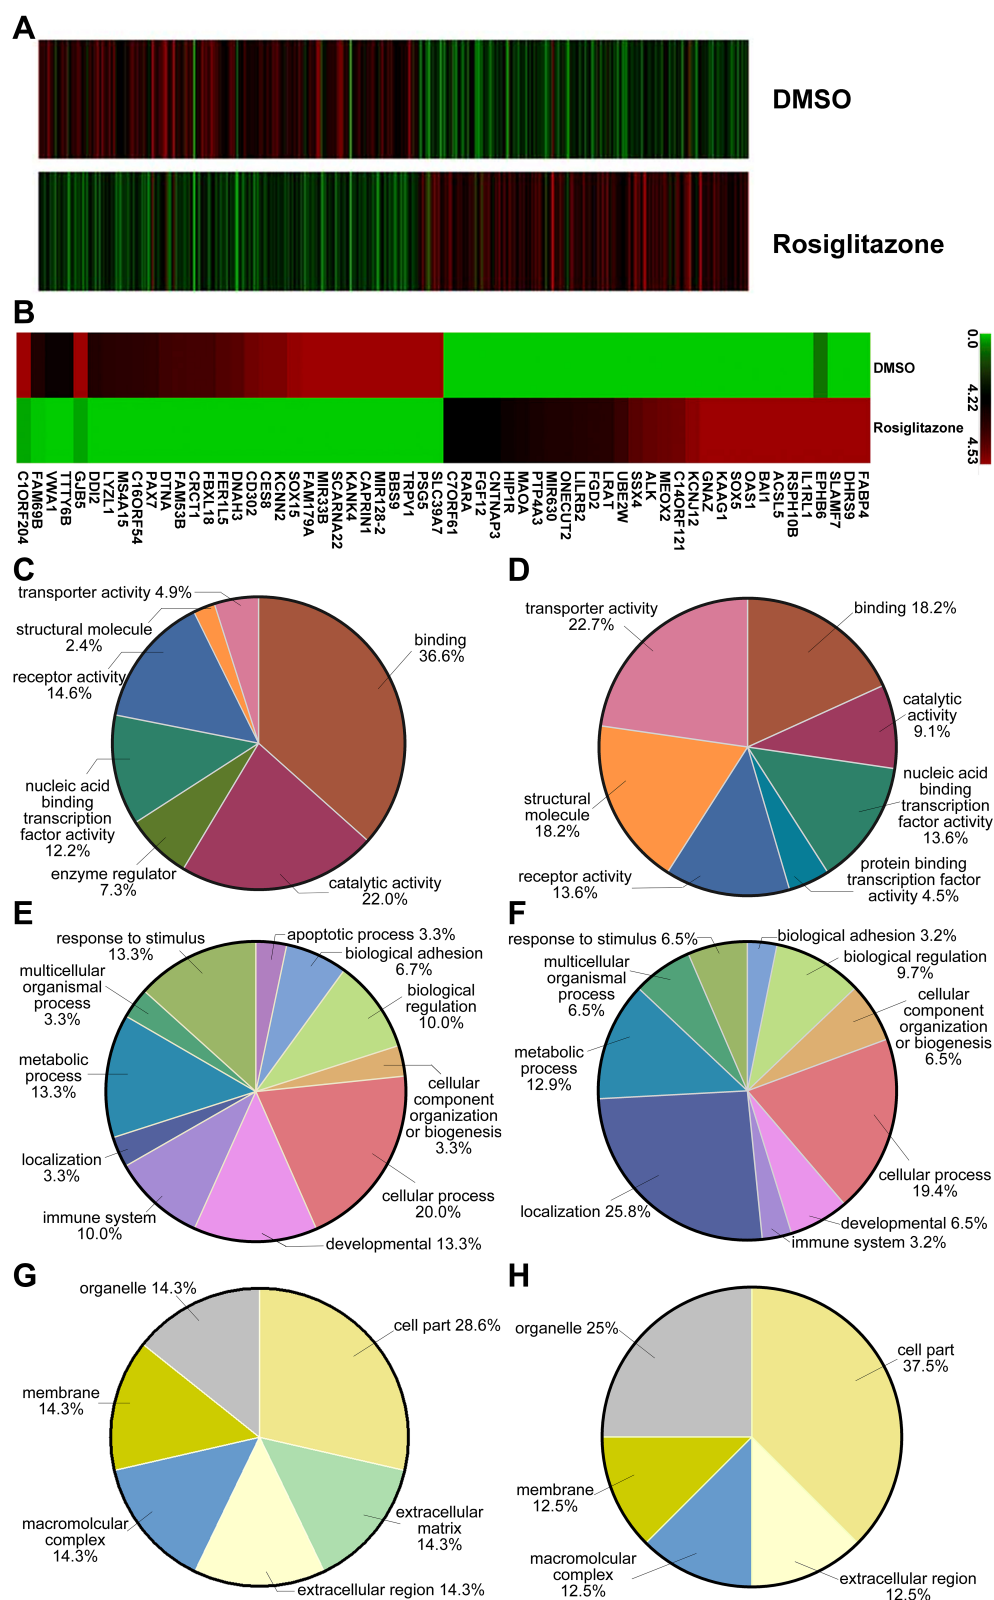 A
DMSO
Rosiglitazone
B
DMSO
Rosiglitazone
0.0
4.22
4.53
C1ORF204
FAM69B
VWA1
TTTY6B
GJB5
DDI2
LYZL1
MS4A15
C16ORF54
PAX7
DTNA
FAM53B
CRCT1
FBXL18
FER1L5
DNAH3
CD302
CES8
KCNN2
SOX15
FAM179A
MIR33B
SCARNA22
KANK4
CAPRIN1
MIR128-2
BBS9
TRPV1
PSG5
SLC39A7
C7ORF61
RARA
FGF12
CNTNAP3
HIP1R
MAOA
PTP4A3
MIR630
ONECUT2
LILRB2
FGD2
LRAT
UBE2W
SSX4
ALK
MEOX2
C14ORF121
KCNJ12
GNAZ
KAAG1
SOX5
OAS1
BAI1
ACSL5
RSPH10B
IL1RL1
EPHB6
SLAMF7
DHRS9
FABP4
C
transporter activity 4.9%
structural molecule
2.4%
receptor activity
14.6%
nucleic acid
binding
transcription
factor activity
12.2%
enzyme regulator
7.3%
catalytic activity
22.0%
binding
36.6%
D
transporter activity
22.7%
binding 18.2%
catalytic
activity
9.1%
nucleic acid
binding
transcription
factor activity
13.6%
protein binding
transcription factor
activity 4.5%
receptor activity
13.6%
structural
molecule
18.2%
E
response to stimulus
13.3%
apoptotic process 3.3%
biological adhesion
6.7%
biological
regulation
10.0%
cellular
component
organization
or biogenesis
3.3%
cellular process
20.0%
developmental 13.3%
immune system
10.0%
localization
3.3%
metabolic
process
13.3%
multicellular
organismal
process
3.3%
F
response to stimulus 6.5%
biological adhesion 3.2%
biological regulation
9.7%
cellular
component
organization
or biogenesis
6.5%
cellular process
19.4%
developmental 6.5%
immune system 3.2%
localization 25.8%
metabolic
process
12.9%
multicellular
organismal
process
6.5%
G
organelle 14.3%
cell part 28.6%
membrane
14.3%
macromolcular
complex
14.3%
extracellular
matrix
14.3%
extracellular region 14.3%
H
organelle 25%
cell part
37.5%
membrane
12.5%
macromolcular
complex
12.5%
extracellular region
12.5%